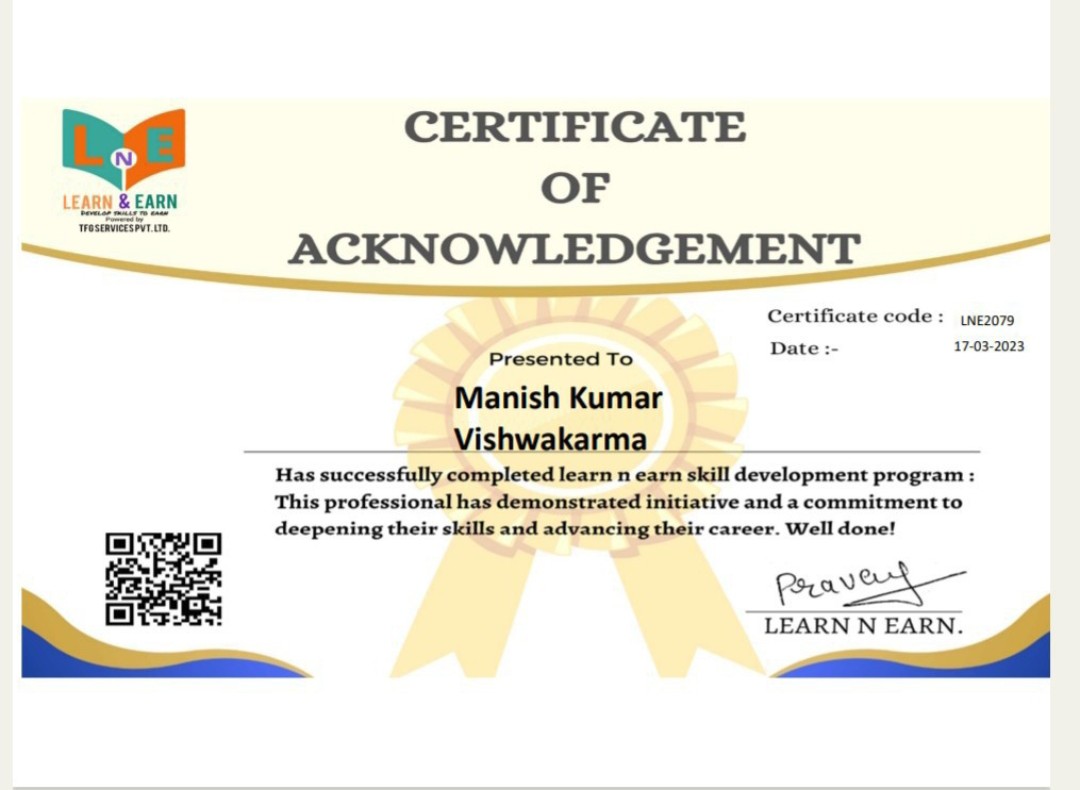 L N E
LEARN & EARN
DEVELOP SKILLS TO EARN
Powered by
TFG SERVICES PVT. LTD.
CERTIFICATE
OF
ACKNOWLEDGEMENT
Certificate code : LNE2079
Date :- 17-03-2023
Presented To
Manish Kumar
Vishwakarma
Has successfully completed learn n earn skill development program :
This professional has demonstrated initiative and a commitment to
deepening their skills and advancing their career. Well done!
Praveen
LEARN N EARN.